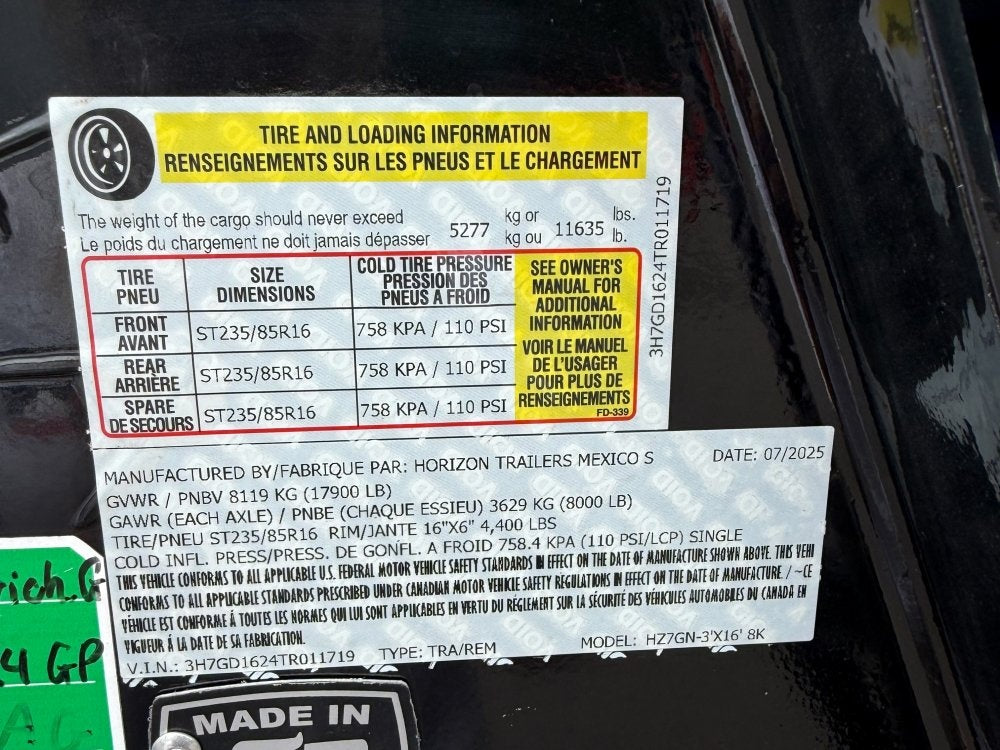 TIRE AND LOADING INFORMATION
RENSEIGNEMENTS SUR LES PNEUS ET LE CHARGEMENT
The weight of the cargo should never exceed 5277 kg or 11635 lbs.
Le poids du chargement ne doit jamais dépasser kg ou lb.
TIRE PNEU
SIZE DIMENSIONS
COLD TIRE PRESSURE PRESSION DES PNEUS A FROID
FRONT AVANT ST235/85R16 758 KPA / 110 PSI
REAR ARRIÈRE ST235/85R16 758 KPA / 110 PSI
SPARE DE SECOURS ST235/85R16 758 KPA / 110 PSI
SEE OWNER'S
MANUAL FOR
ADDITIONAL
INFORMATION
VOIR LE MANUEL
DE L'USAGER
POUR PLUS DE
RENSEIGNEMENTS
FD-339
3H7GD1624TR011719
MANUFACTURED BY/FABRIQUE PAR: HORIZON TRAILERS MEXICO S DATE: 07/2025
GVWR / PNBV 8119 KG (17900 LB)
GAWR (EACH AXLE) / PNBE (CHAQUE ESSIEU) 3629 KG (8000 LB)
TIRE/PNEU ST235/85R16 RIM/JANTE 16"X6" 4,400 LBS
COLD INFL. PRESS/PRESS. DE GONFL. A FROID 758.4 KPA (110 PSI/LCP) SINGLE
THIS VEHICLE CONFORMS TO ALL APPLICABLE U.S. FEDERAL MOTOR VEHICLE SAFETY STANDARDS IN EFFECT ON THE DATE OF MANUFACTURE SHOWN ABOVE. THIS VEHI
CONFORMS TO ALL APPLICABLE STANDARDS PRESCRIBED UNDER CANADIAN MOTOR VEHICLE SAFETY REGULATIONS IN EFFECT ON THE DATE OF MANUFACTURE. / ~CE
VÉHICLE EST CONFORME À TOUTES LES NORMES QUI LUI SONT APPLICABLES EN VERTU DU RÈGLEMENT SUR LA SÉCURITÉ DES VÉHICULES AUTOMOBILES DU CANADA EN
VIGUEUR À LA DATE DE SA FABRICATION.
V.I.N.: 3H7GD1624TR011719 TYPE: TRA/REM MODEL: HZ7GN-3'X16' 8K
MADE IN
4 GP